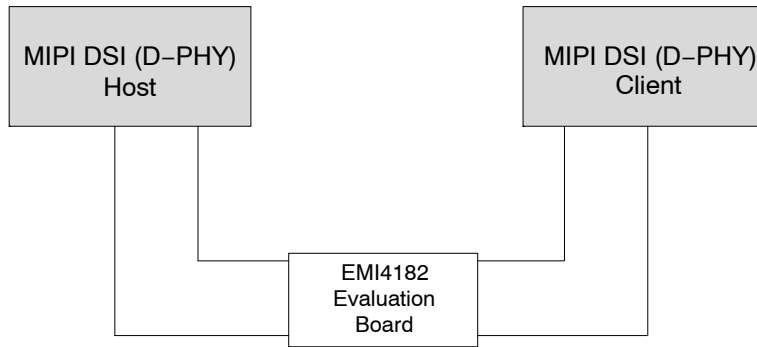 MIPI DSI (D−PHY)
Host
MIPI DSI (D−PHY)
Client
EMI4182
Evaluation
Board